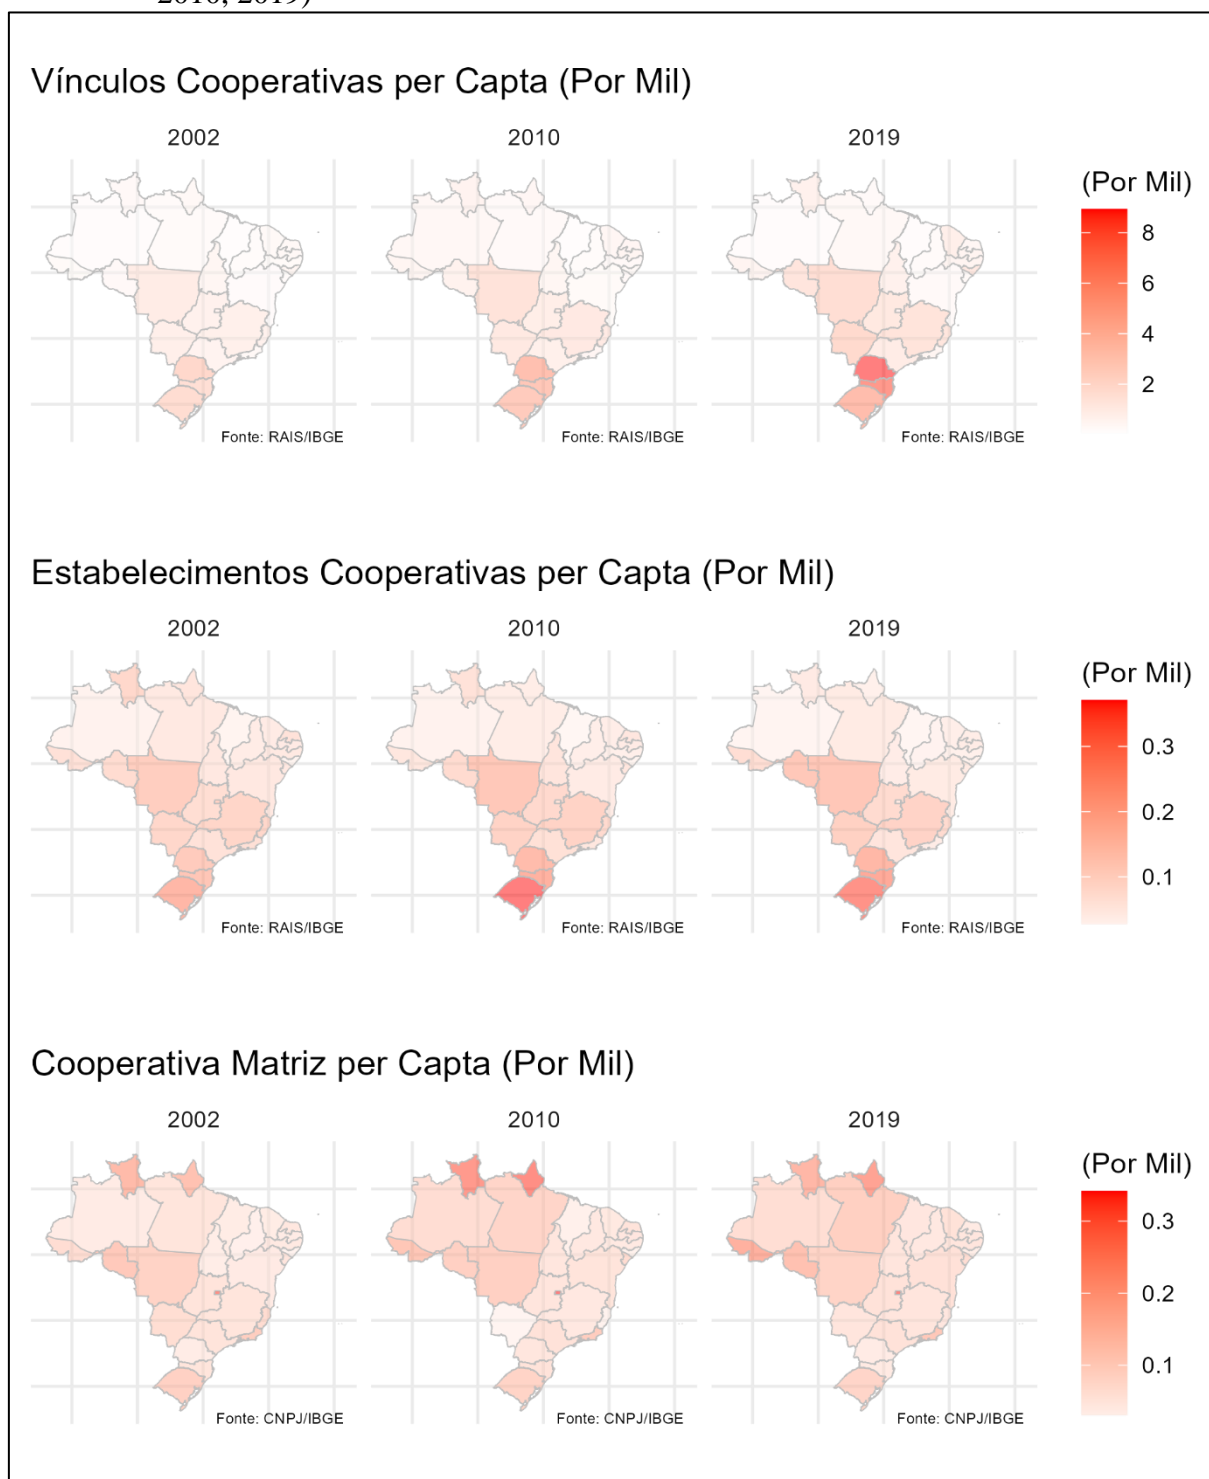 2010, 2019)
Vínculos Cooperativas per Capta (Por Mil)
2002 2010 2019
(Por Mil)
8
6
4
2
Fonte: RAIS/IBGE Fonte: RAIS/IBGE Fonte: RAIS/IBGE
Estabelecimentos Cooperativas per Capta (Por Mil)
2002 2010 2019
(Por Mil)
0.3
0.2
0.1
Fonte: RAIS/IBGE Fonte: RAIS/IBGE Fonte: RAIS/IBGE
Cooperativa Matriz per Capta (Por Mil)
2002 2010 2019
(Por Mil)
0.3
0.2
0.1
Fonte: CNPJ/IBGE Fonte: CNPJ/IBGE Fonte: CNPJ/IBGE